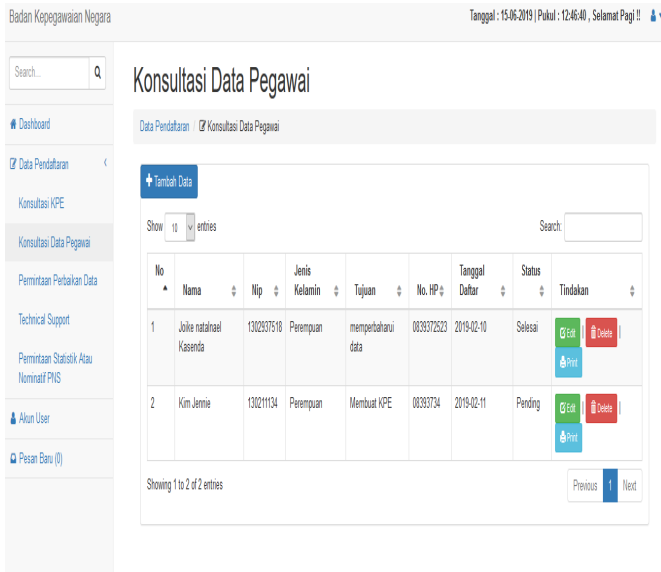 Badan Kepegawaian Negara
Tanggal : 15-06-2019 | Pukul : 12:46:40 , Selamat Pagi !!
Search...
Dashboard
Data Pendaftaran
Konsultasi KPE
Konsultasi Data Pegawai
Permintaan Perbaikan Data
Technical Support
Permintaan Statistik Atau
Nominatif PNS
Akun User
Pesan Baru (0)
Konsultasi Data Pegawai
Data Pendaftaran / Konsultasi Data Pegawai
Tambah Data
Show 10 entries
Search:
No Nama Nip Jenis Kelamin Tujuan No. HP Tanggal Daftar Status Tindakan
1 Joike natalnael Kasenda 1302937518 Perempuan memperbaharui data 0839372523 2019-02-10 Selesai Edit | Delete |
Print
2 Kim Jennie 130211134 Perempuan Membuat KPE 08393734 2019-02-11 Pending Edit | Delete |
Print
Showing 1 to 2 of 2 entries
Previous 1 Next